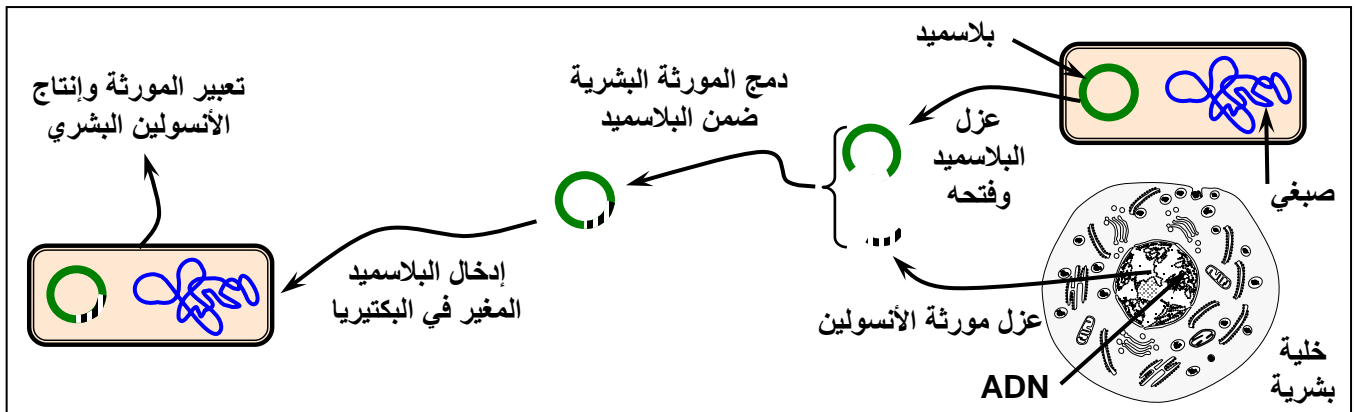 بلاسميد
صبغي
عزل
البلاسميد
وفتحه
خلية
بشرية
ADN
عزل مورثة الأنسولين
دمج المورثة البشرية
ضمن البلاسميد
إدخال البلاسميد
المغير في البكتيريا
تعبير المورثة وإنتاج
الأنسولين البشري